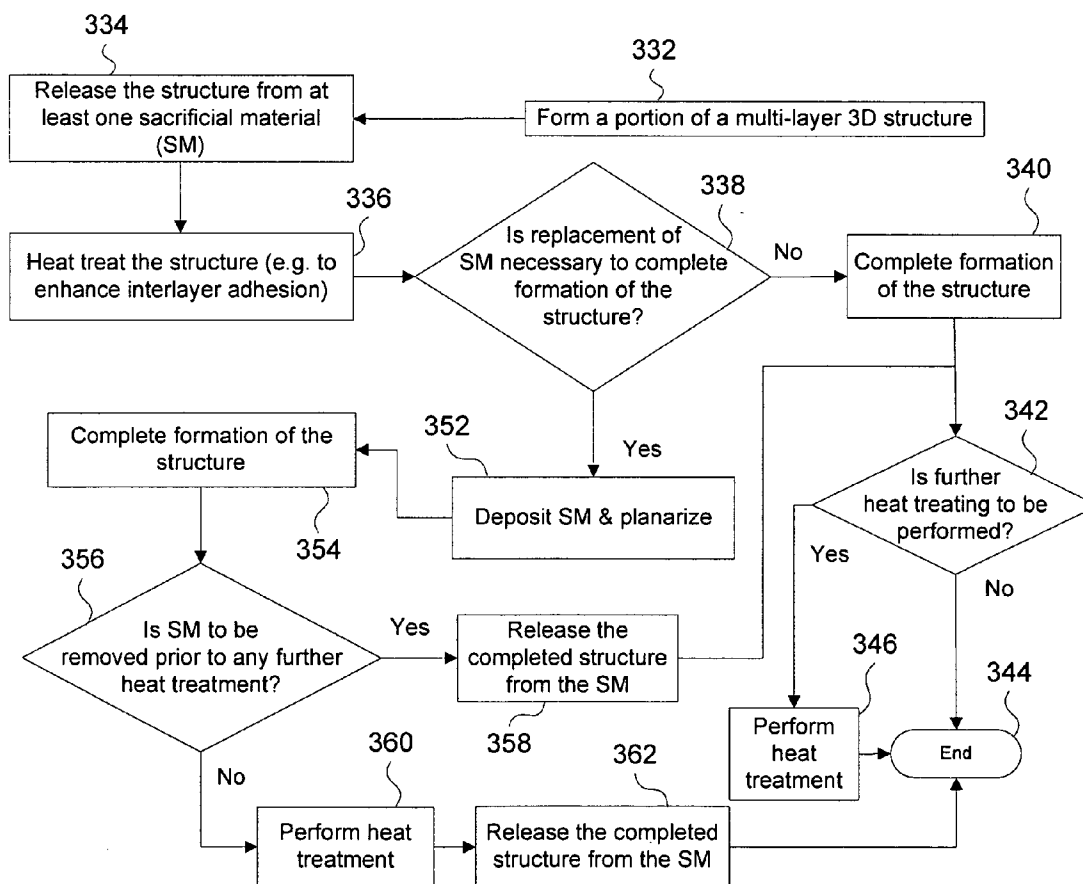 334
332
Release the structure from at
least one sacrificial material
(SM)
Form a portion of a multi-layer 3D structure
336
338
340
Heat treat the structure (e.g. to
enhance interlayer adhesion)
Is replacement of
SM necessary to complete
formation of the
structure?
No
Complete formation
of the structure
Yes
342
Complete formation of the
structure
352
Deposit SM & planarize
354
Is further
heat treating to be
performed?
Yes
No
356
Is SM to be
removed prior to any further
heat treatment?
Yes
Release the
completed structure
from the SM
358
346
344
Perform
heat
treatment
End
No
360
362
Perform heat
treatment
Release the completed
structure from the SM